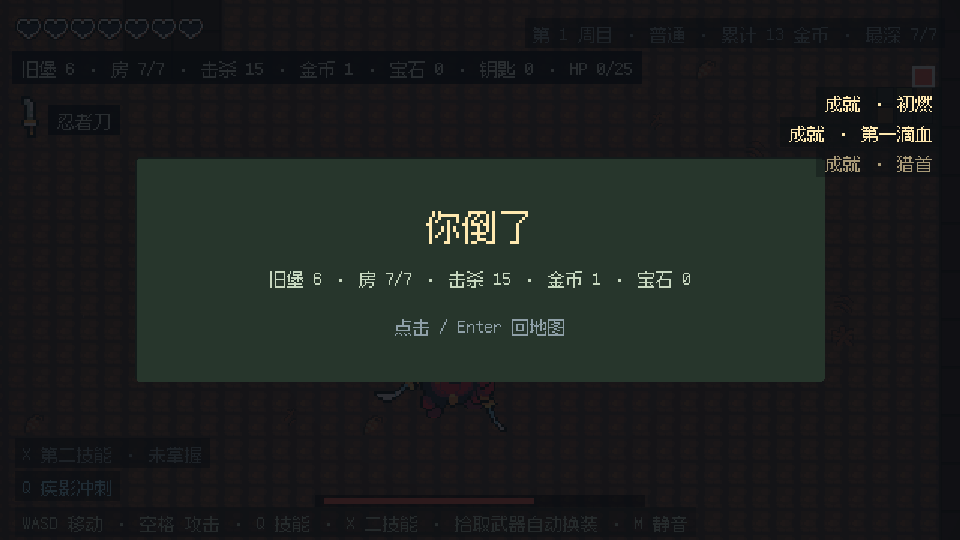 第 1 周目 · 普通 · 累计 13 金币 · 最深 7/7
旧堡 6 · 房 7/7 · 击杀 15 · 金币 1 · 宝石 0 · 钥匙 0 · HP 0/25
忍者刀
成就 · 初燃
成就 · 第一滴血
成就 · 猎首
你倒了
旧堡 6 · 房 7/7 · 击杀 15 · 金币 1 · 宝石 0
点击 / Enter 回地图
X 第二技能 · 未掌握
Q 疾影冲刺
WASD 移动 · 空格 攻击 · Q 技能 · X 二技能 · 拾取武器自动换装 · M 静音